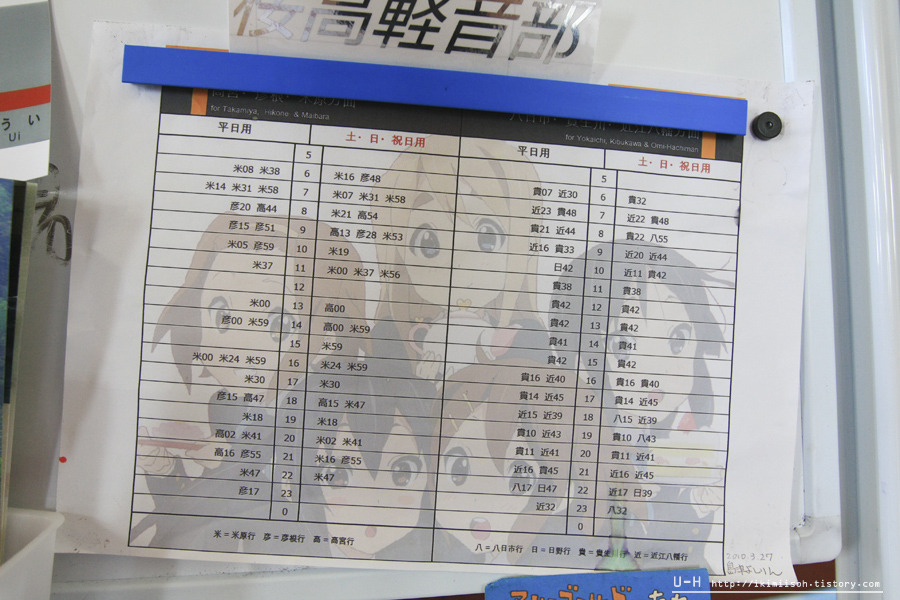 桜高軽音部
うい
Ui
高宮・彦根・米原方面
for Takamiya, Hikone & Maibara
八日市・貴生川・近江八幡方面
for Yokaichi, Kibukawa & Omi-Hachiman
平日用 土・日・祝日用 平日用 土・日・祝日用
5 5
米08 米38 6 米16 彦48 貴07 近30 6 貴32
米14 米31 米58 7 米07 米31 米58 近23 貴48 7 近22 貴48
彦20 高44 8 米21 高54 貴21 近44 8 貴22 八55
彦15 彦51 9 高13 彦28 米53 近16 貴33 9 近20 近44
米05 彦59 10 米19 日42 10 近11 貴42
米37 11 米00 米37 米56 貴38 11 貴38
12 貴42 12 貴42
米00 13 高00 貴42 13 貴42
彦00 米59 14 高00 米59 貴41 14 貴41
15 米59 貴42 15 貴42
米00 米24 米59 16 米24 米59 貴16 近40 16 貴16 貴40
米30 17 米30 貴14 近45 17 貴14 近45
彦15 高47 18 高15 米47 近15 近39 18 八15 近39
米18 19 米18 貴10 近43 19 貴10 八43
高02 米41 20 米02 米41 貴11 近41 20 貴11 近41
高16 彦55 21 米16 彦55 近16 貴45 21 近16 近45
米47 22 米47 八17 日47 22 近17 日39
彦17 23 近32 23 八32
0 0
米＝米原行 彦＝彦根行 高＝高宮行
八＝八日市行 日＝日野行 貴＝貴生川行 近＝近江八幡行
2010.3.27
U-H http://ikimlisoh.tistory.com